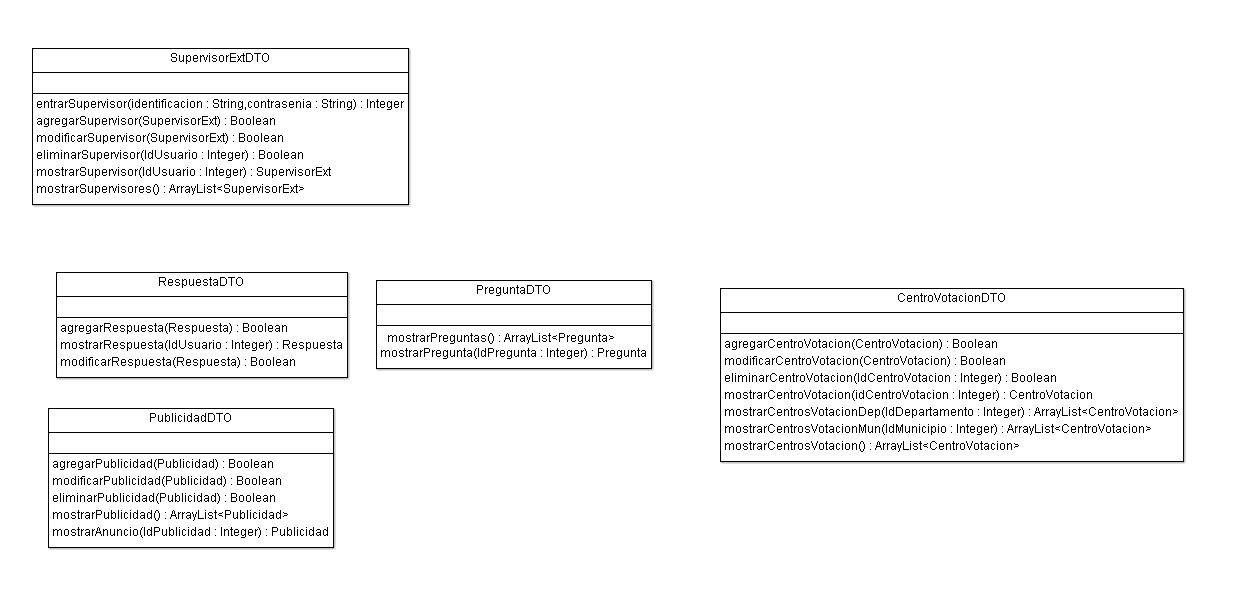 SupervisorExtDTO
entrarSupervisor(identificacion : String,contrasenia : String) : Integer
agregarSupervisor(SupervisorExt) : Boolean
modificarSupervisor(SupervisorExt) : Boolean
eliminarSupervisor(IdUsuario : Integer) : Boolean
mostrarSupervisor(IdUsuario : Integer) : SupervisorExt
mostrarSupervisores() : ArrayList<SupervisorExt>
RespuestaDTO
agregarRespuesta(Respuesta) : Boolean
mostrarRespuesta(IdUsuario : Integer) : Respuesta
modificarRespuesta(Respuesta) : Boolean
PreguntaDTO
mostrarPreguntas() : ArrayList<Pregunta>
mostrarPregunta(IdPregunta : Integer) : Pregunta
CentroVotacionDTO
agregarCentroVotacion(CentroVotacion) : Boolean
modificarCentroVotacion(CentroVotacion) : Boolean
eliminarCentroVotacion(IdCentroVotacion : Integer) : Boolean
mostrarCentroVotacion(idCentroVotacion : Integer) : CentroVotacion
mostrarCentrosVotacionDep(IdDepartamento : Integer) : ArrayList<CentroVotacion>
mostrarCentrosVotacionMun(IdMunicipio : Integer) : ArrayList<CentroVotacion>
mostrarCentrosVotacion() : ArrayList<CentroVotacion>
PublicidadDTO
agregarPublicidad(Publicidad) : Boolean
modificarPublicidad(Publicidad) : Boolean
eliminarPublicidad(Publicidad) : Boolean
mostrarPublicidad() : ArrayList<Publicidad>
mostrarAnuncio(IdPublicidad : Integer) : Publicidad